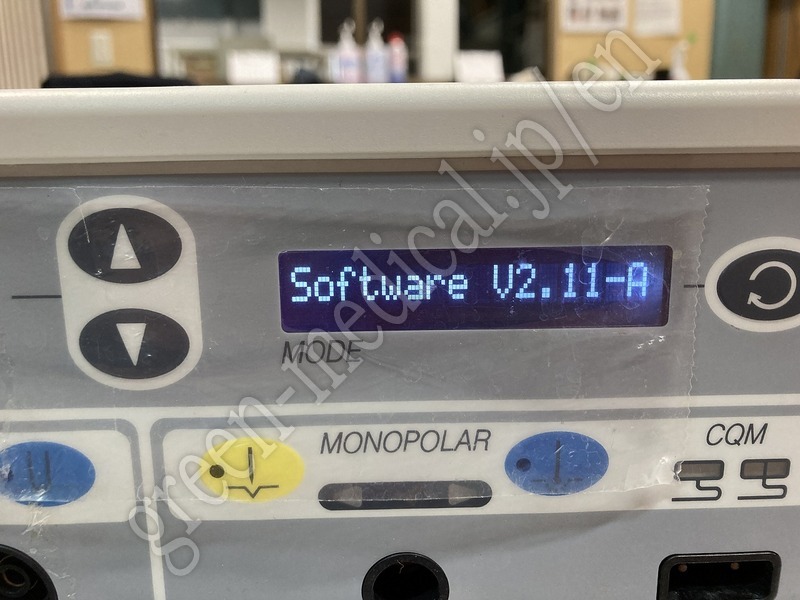 Software V2.11-A
MODE
MONOPOLAR
CQM
green-medical.jp/en